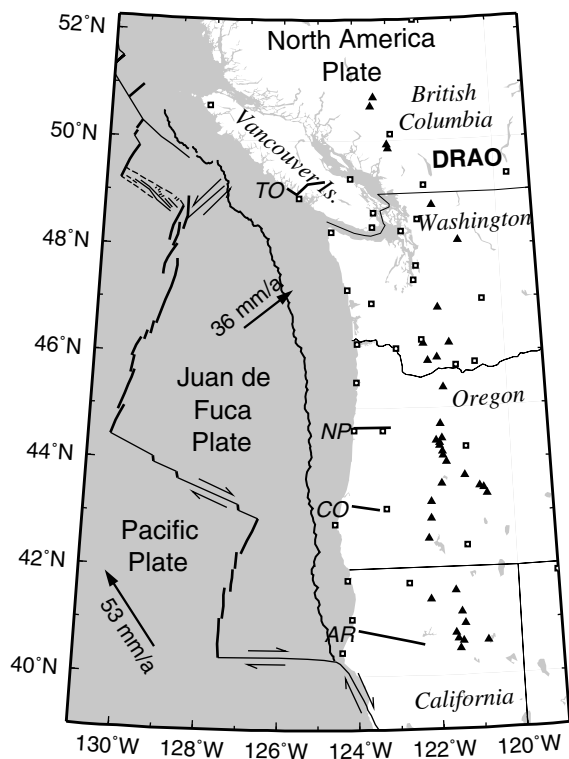 52˚N
North America
Plate
British
Columbia
50˚N
Vancouver Is.
DRAO
TO
Washington
48˚N
36 mm/a
46˚N
Juan de
Fuca
Plate
Oregon
NP
44˚N
CO
Pacific
Plate
42˚N
53 mm/a
AR
40˚N
California
130˚W 128˚W 126˚W 124˚W 122˚W 120˚W